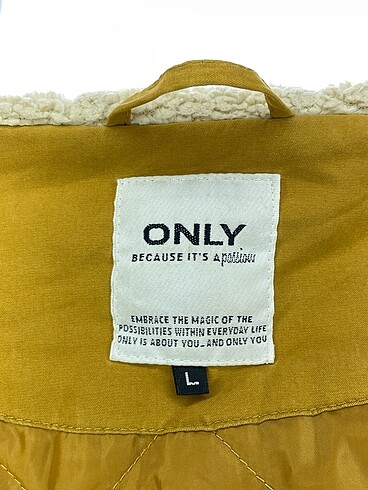 ONLY
BECAUSE IT'S A passion
EMBRACE THE MAGIC OF THE
POSSIBILITIES WITHIN EVERYDAY LIFE
ONLY IS ABOUT YOU...AND ONLY YOU
L